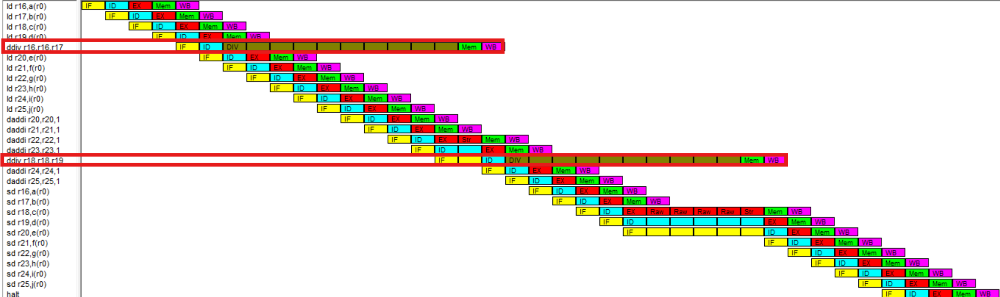 ld r16,a(r0) IF ID EX Mem WB
ld r17,b(r0) IF ID EX Mem WB
ld r18,c(r0) IF ID EX Mem WB
ld r19,d(r0) IF ID EX Mem WB
ddiv r16,r16,r17 IF ID DIV Mem WB
ld r20,e(r0) IF ID EX Mem WB
ld r21,f(r0) IF ID EX Mem WB
ld r22,g(r0) IF ID EX Mem WB
ld r23,h(r0) IF ID EX Mem WB
ld r24,i(r0) IF ID EX Mem WB
ld r25,j(r0) IF ID EX Mem WB
daddi r20,r20,1 IF ID EX Mem WB
daddi r21,r21,1 IF ID EX Mem WB
daddi r22,r22,1 IF ID EX Str Mem WB
daddi r23,r23,1 IF ID EX Mem WB
ddiv r18,r18,r19 IF ID DIV Mem WB
daddi r24,r24,1 IF ID EX Mem WB
daddi r25,r25,1 IF ID EX Mem WB
sd r16,a(r0) IF ID EX Mem WB
sd r17,b(r0) IF ID EX Mem WB
sd r18,c(r0) IF ID EX Raw Raw Raw Raw Str Mem WB
sd r19,d(r0) IF ID EX Mem WB
sd r20,e(r0) IF ID EX Mem WB
sd r21,f(r0) IF ID EX Mem WB
sd r22,g(r0) IF ID EX Mem WB
sd r23,h(r0) IF ID EX Mem WB
sd r24,i(r0) IF ID EX Mem WB
sd r25,j(r0) IF ID EX Mem WB
halt IF ID EX Mem WB